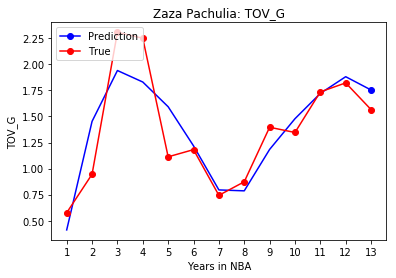 Zaza Pachulia: TOV_G
Prediction
True
2.25
2.00
1.75
1.50
1.25
1.00
0.75
0.50
TOV_G
1 2 3 4 5 6 7 8 9 10 11 12 13
Years in NBA